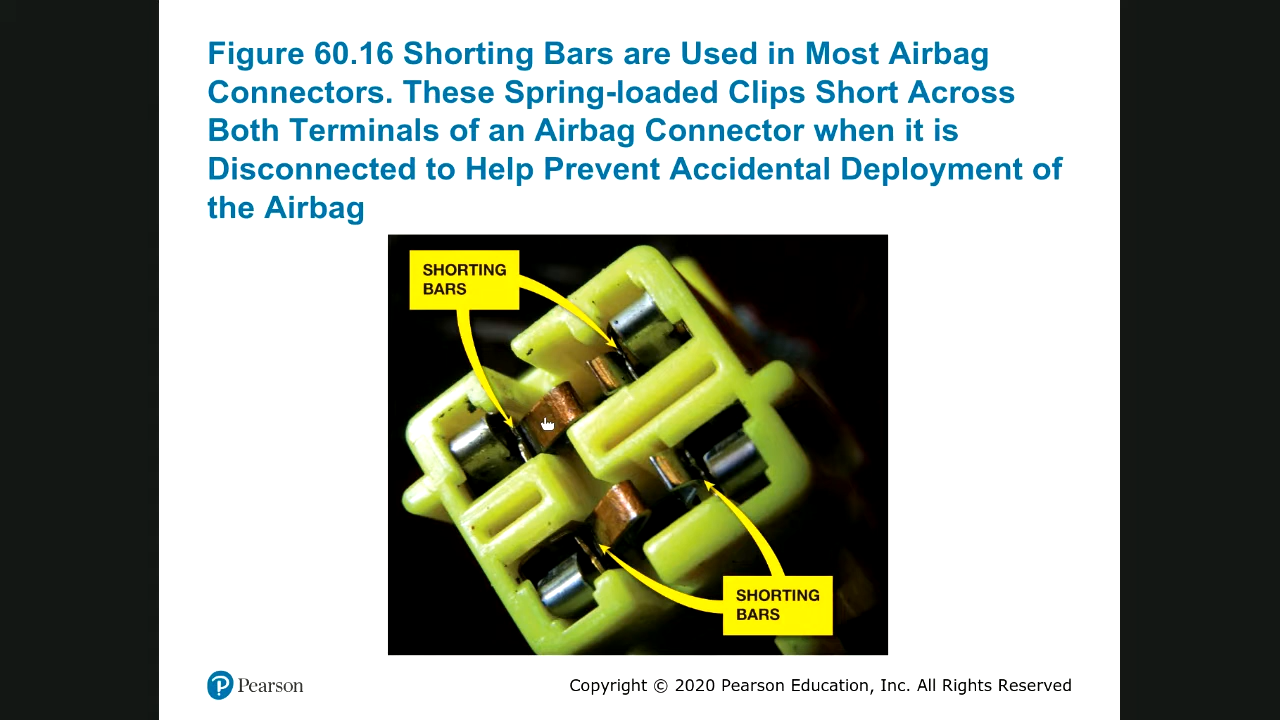 Figure 60.16 Shorting Bars are Used in Most Airbag
Connectors. These Spring-loaded Clips Short Across
Both Terminals of an Airbag Connector when it is
Disconnected to Help Prevent Accidental Deployment of
the Airbag
SHORTING
BARS
SHORTING
BARS
P Pearson
Copyright © 2020 Pearson Education, Inc. All Rights Reserved